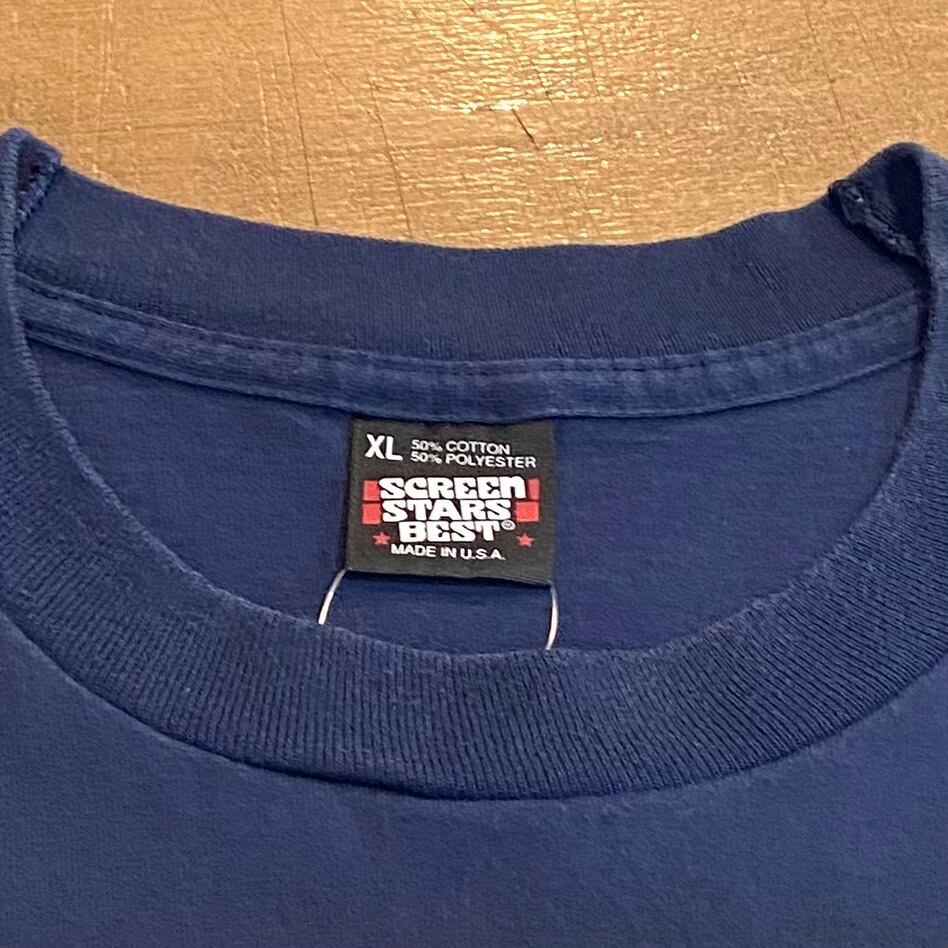 XL 50% COTTON
50% POLYESTER
SCREEN
STARS
BEST
MADE IN U.S.A.